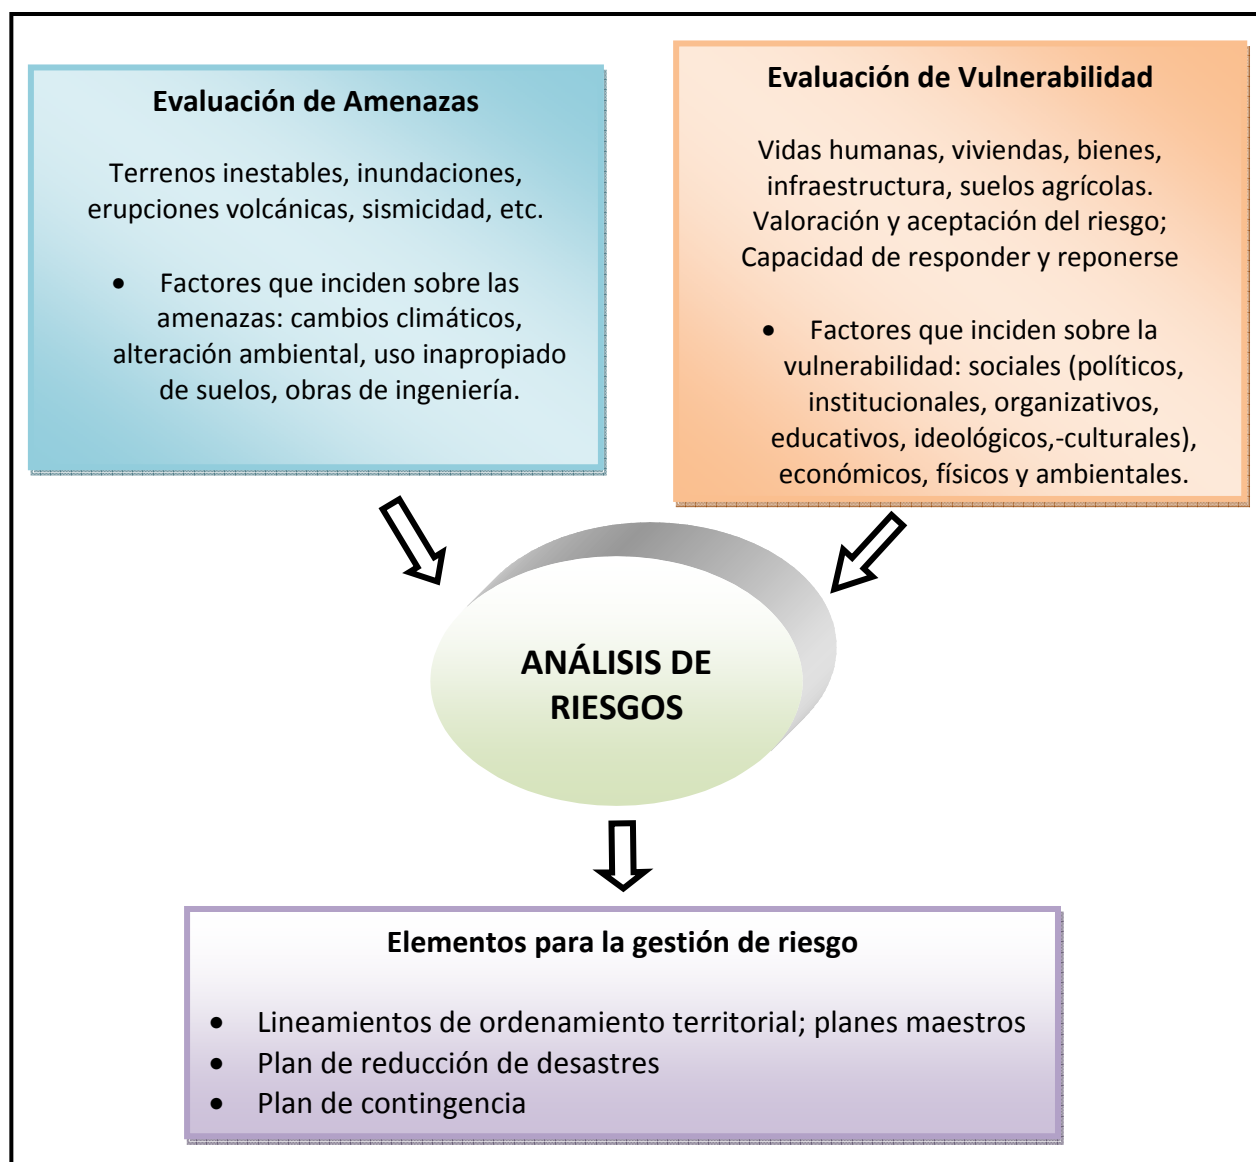 Evaluación de Amenazas
Terrenos inestables, inundaciones,
erupciones volcánicas, sismicidad, etc.
• Factores que inciden sobre las
amenazas: cambios climáticos,
alteración ambiental, uso inapropiado
de suelos, obras de ingeniería.
Evaluación de Vulnerabilidad
Vidas humanas, viviendas, bienes,
infraestructura, suelos agrícolas.
Valoración y aceptación del riesgo;
Capacidad de responder y reponerse
• Factores que inciden sobre la
vulnerabilidad: sociales (políticos,
institucionales, organizativos,
educativos, ideológicos,-culturales),
económicos, físicos y ambientales.
ANÁLISIS DE
RIESGOS
Elementos para la gestión de riesgo
• Lineamientos de ordenamiento territorial; planes maestros
• Plan de reducción de desastres
• Plan de contingencia